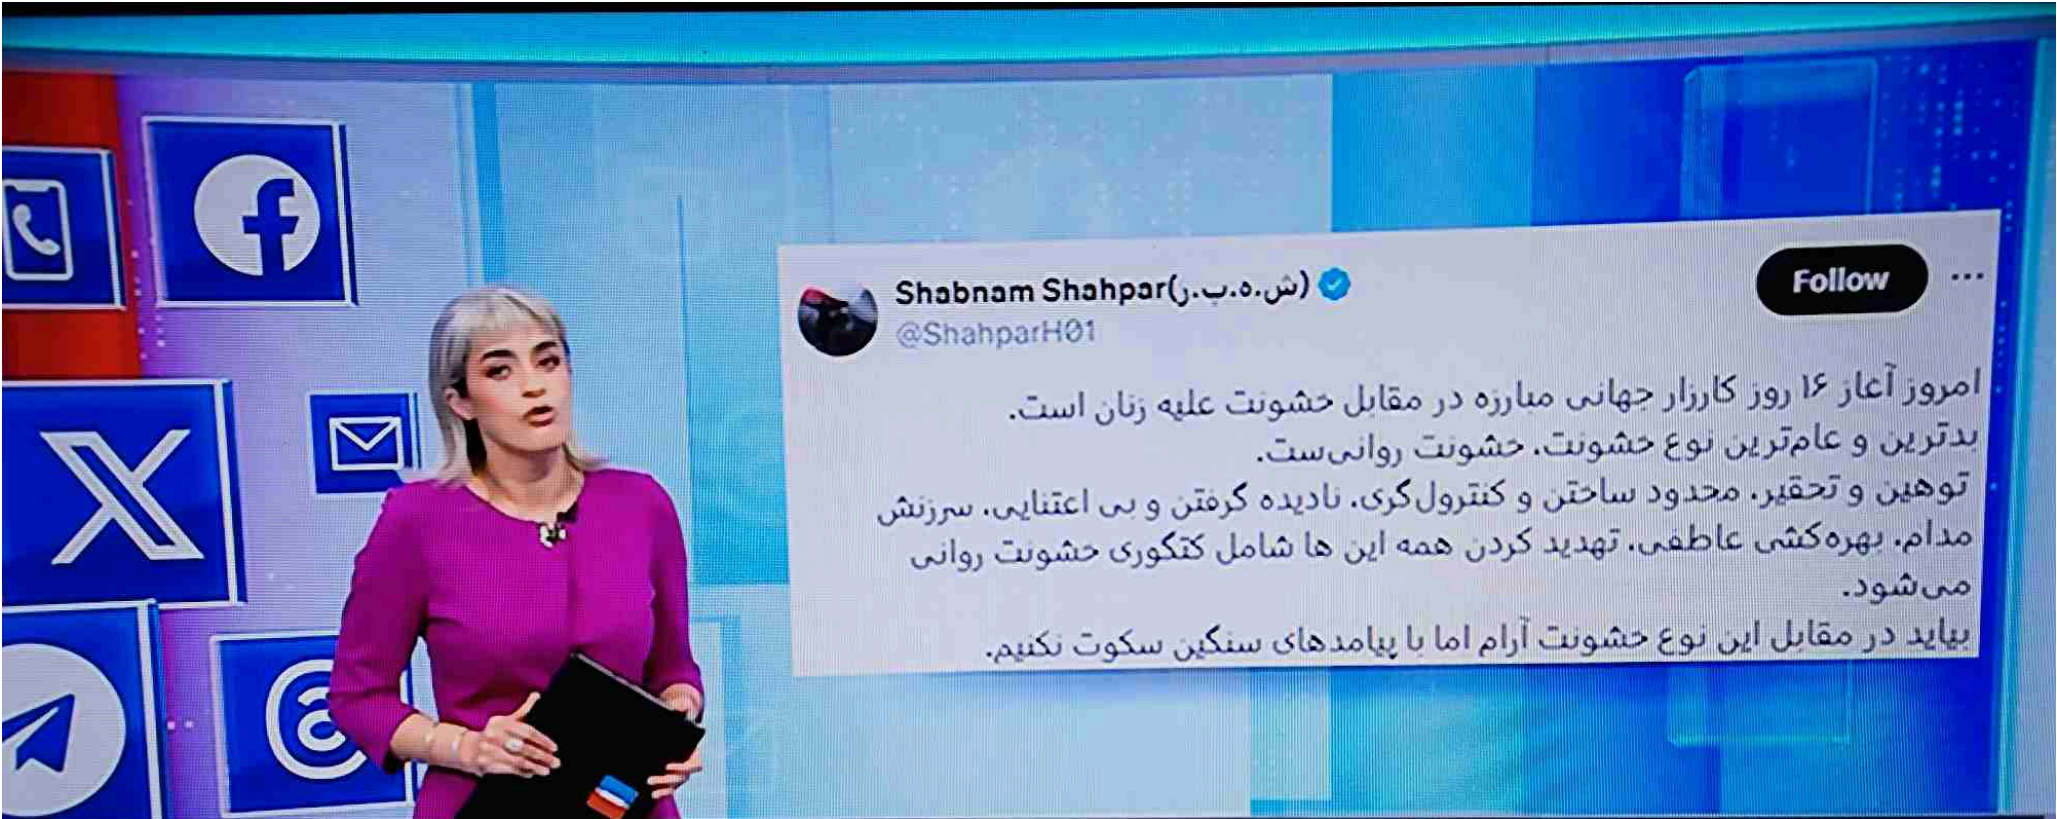 Shabnam Shahpar(ش.ه.ب.ر)
@ShahparH01
Follow
امروز آغاز ۱۶ روز کارزار جهانی مبارزه در مقابل خشونت علیه زنان است.
بدترین و عام‌ترین نوع خشونت، خشونت روانی‌ست.
توهین و تحقیر، محدود ساختن و کنترول‌گری، نادیده گرفتن و بی اعتنایی، سرزنش
مدام، بهره‌کشی عاطفی، تهدید کردن همه این ها شامل کتگوری خشونت روانی
می‌شود.
بیاید در مقابل این نوع خشونت آرام اما با پیامدهای سنگین سکوت نکنیم.